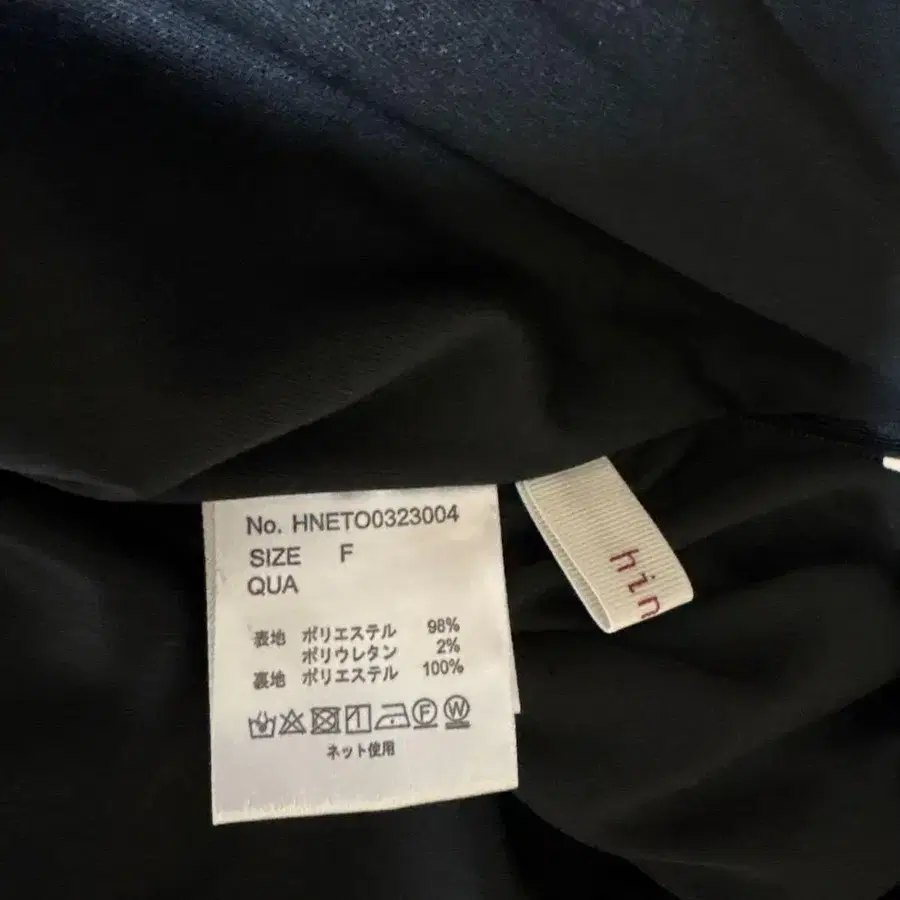 No. HNETO0323004
SIZE F
QUA
表地 ポリエステル 98%
ポリウレタン 2%
裏地 ポリエステル 100%
F W
ネット使用
hin